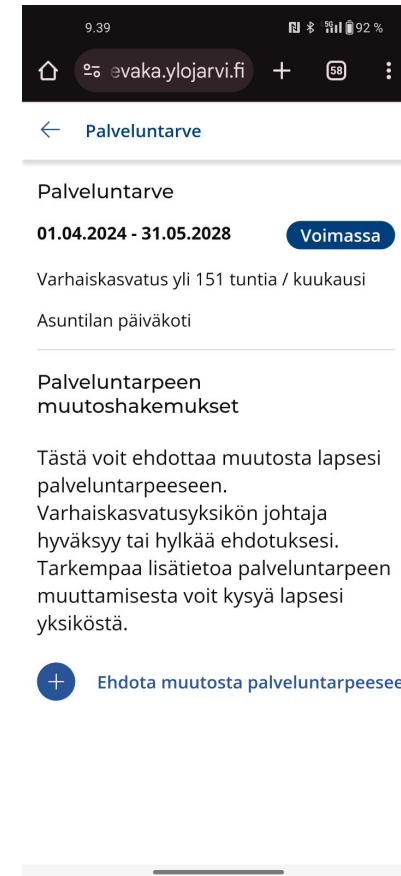 9.39
5G
92 %
evaka.ylojarvi.fi
58
Palveluntarve
Palveluntarve
01.04.2024 - 31.05.2028 Voimassa
Varhaiskasvatus yli 151 tuntia / kuukausi
Asuntilan päiväkoti
Palveluntarpeen
muutoshakemukset
Tästä voit ehdottaa muutosta lapsesi
palveluntarpeeseen.
Varhaiskasvatusyksikön johtaja
hyväksyy tai hylkää ehdotuksesi.
Tarkempaa lisätietoa palveluntarpeen
muuttamisesta voit kysyä lapsesi
yksiköstä.
Ehdota muutosta palveluntarpeesee